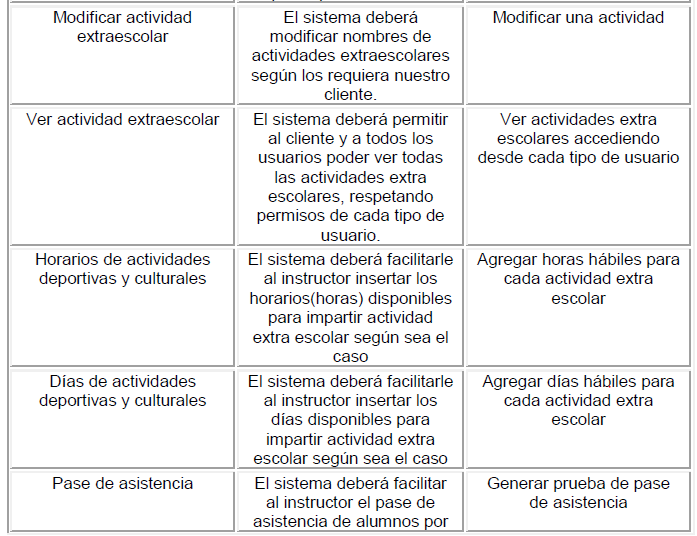 Modificar actividad
extraescolar
El sistema deberá
modificar nombres de
actividades extraescolares
según los requiera nuestro
cliente.
Modificar una actividad
Ver actividad extraescolar
El sistema deberá permitir
al cliente y a todos los
usuarios poder ver todas
las actividades extra
escolares, respetando
permisos de cada tipo de
usuario.
Ver actividades extra
escolares accediendo
desde cada tipo de usuario
Horarios de actividades
deportivas y culturales
El sistema deberá facilitarle
al instructor insertar los
horarios(horas) disponibles
para impartir actividad
extra escolar según sea el
caso
Agregar horas hábiles para
cada actividad extra
escolar
Días de actividades
deportivas y culturales
El sistema deberá facilitarle
al instructor insertar los
días disponibles para
impartir actividad extra
escolar según sea el caso
Agregar días hábiles para
cada actividad extra
escolar
Pase de asistencia
El sistema deberá facilitar
al instructor el pase de
asistencia de alumnos por
Generar prueba de pase
de asistencia